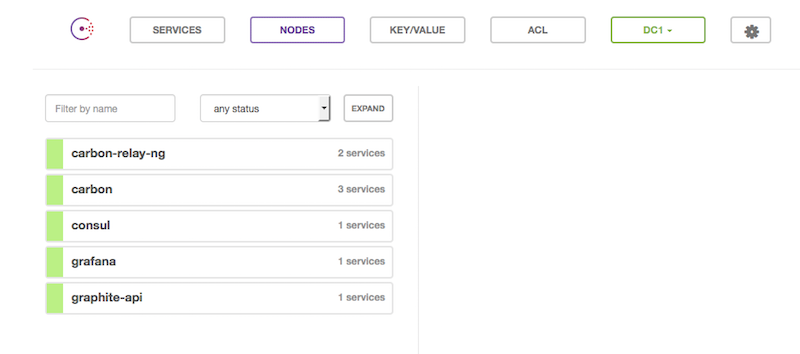 SERVICES NODES KEY/VALUE ACL DC1
Filter by name any status EXPAND
carbon-relay-ng 2 services
carbon 3 services
consul 1 services
grafana 1 services
graphite-api 1 services